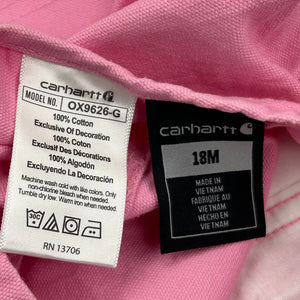 carhartt
MODEL NO. OX9626-G
100% Cotton
Exclusive Of Decoration
100% Coton
Exclusif Des Décorations
100% Algodón
Excluyendo La Decoración
Machine wash cold with like colors. Only
non-chlorine bleach when needed.
Tumble dry low. Warm iron when needed.
30C
RN 13706
carhartt
18M
MADE IN
VIETNAM
FABRIQUE AU
VIETNAM
HECHO EN
VIETNAM